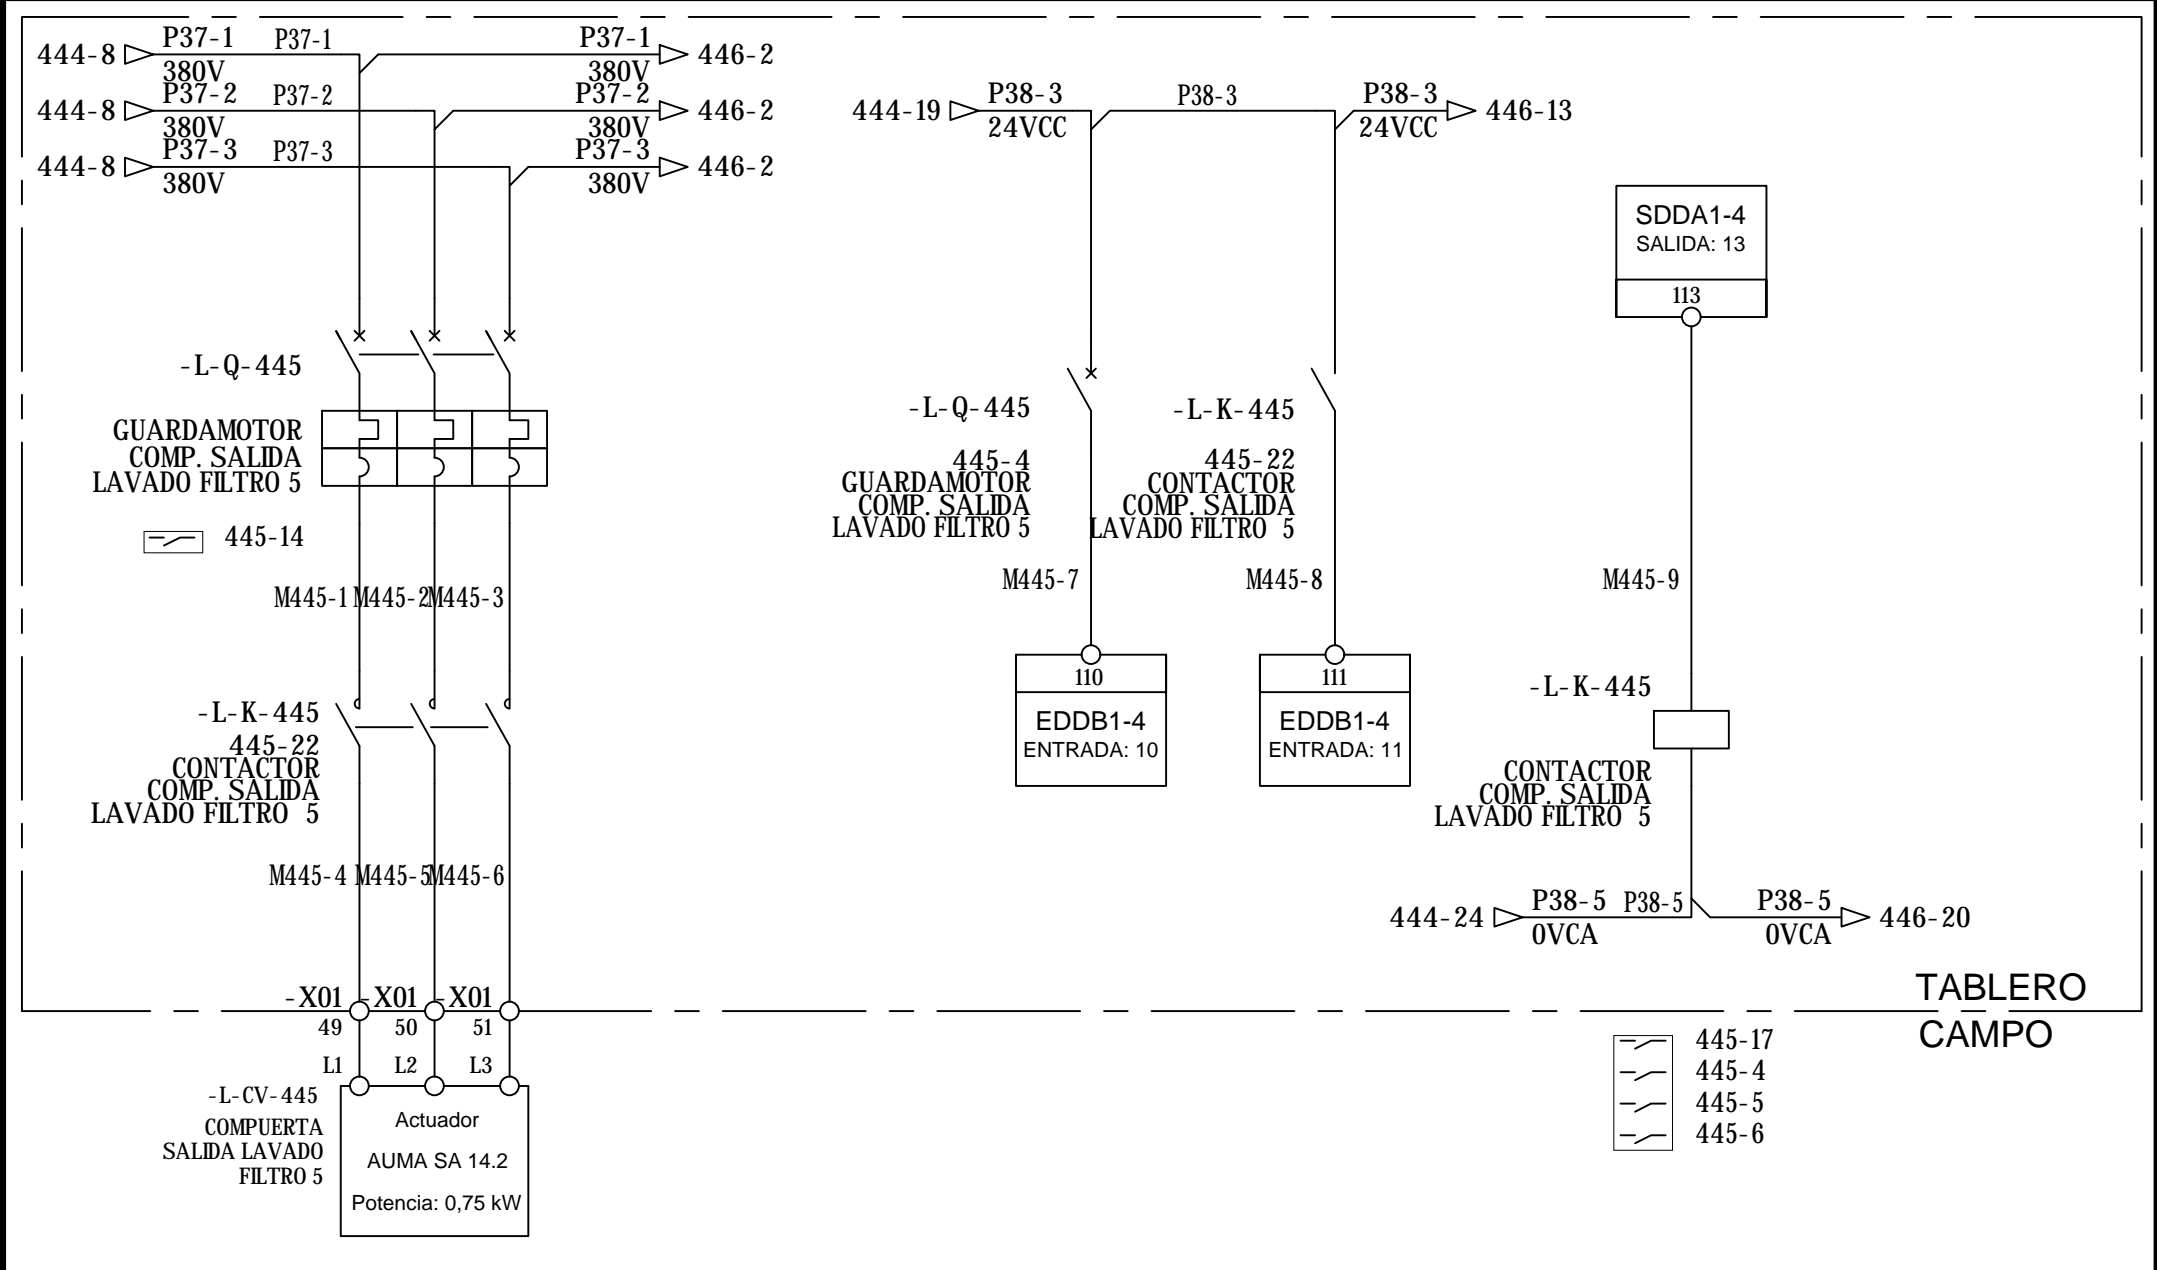 444-8 P37-1 P37-1 P37-1 446-2
380V 380V
444-8 P37-2 P37-2 P37-2 446-2
380V 380V
444-8 P37-3 P37-3 P37-3 446-2
380V 380V
-L-Q-445
GUARDAMOTOR
COMP. SALIDA
LAVADO FILTRO 5
445-14
M445-1 M445-2 M445-3
-L-K-445
445-22
CONTACTOR
COMP. SALIDA
LAVADO FILTRO 5
M445-4 M445-5 M445-6
-X01 -X01 -X01
49 50 51
L1 L2 L3
-L-CV-445
COMPUERTA
SALIDA LAVADO
FILTRO 5
Actuador
AUMA SA 14.2
Potencia: 0,75 kW
444-19 P38-3 P38-3 P38-3 446-13
24VCC 24VCC
-L-Q-445
445-4
GUARDAMOTOR
COMP. SALIDA
LAVADO FILTRO 5
M445-7
110
EDDB1-4
ENTRADA: 10
-L-K-445
445-22
CONTACTOR
COMP. SALIDA
LAVADO FILTRO 5
M445-8
111
EDDB1-4
ENTRADA: 11
SDDA1-4
SALIDA: 13
113
M445-9
-L-K-445
CONTACTOR
COMP. SALIDA
LAVADO FILTRO 5
444-24 P38-5 P38-5 P38-5 446-20
0VCA 0VCA
TABLERO
CAMPO
445-17
445-4
445-5
445-6